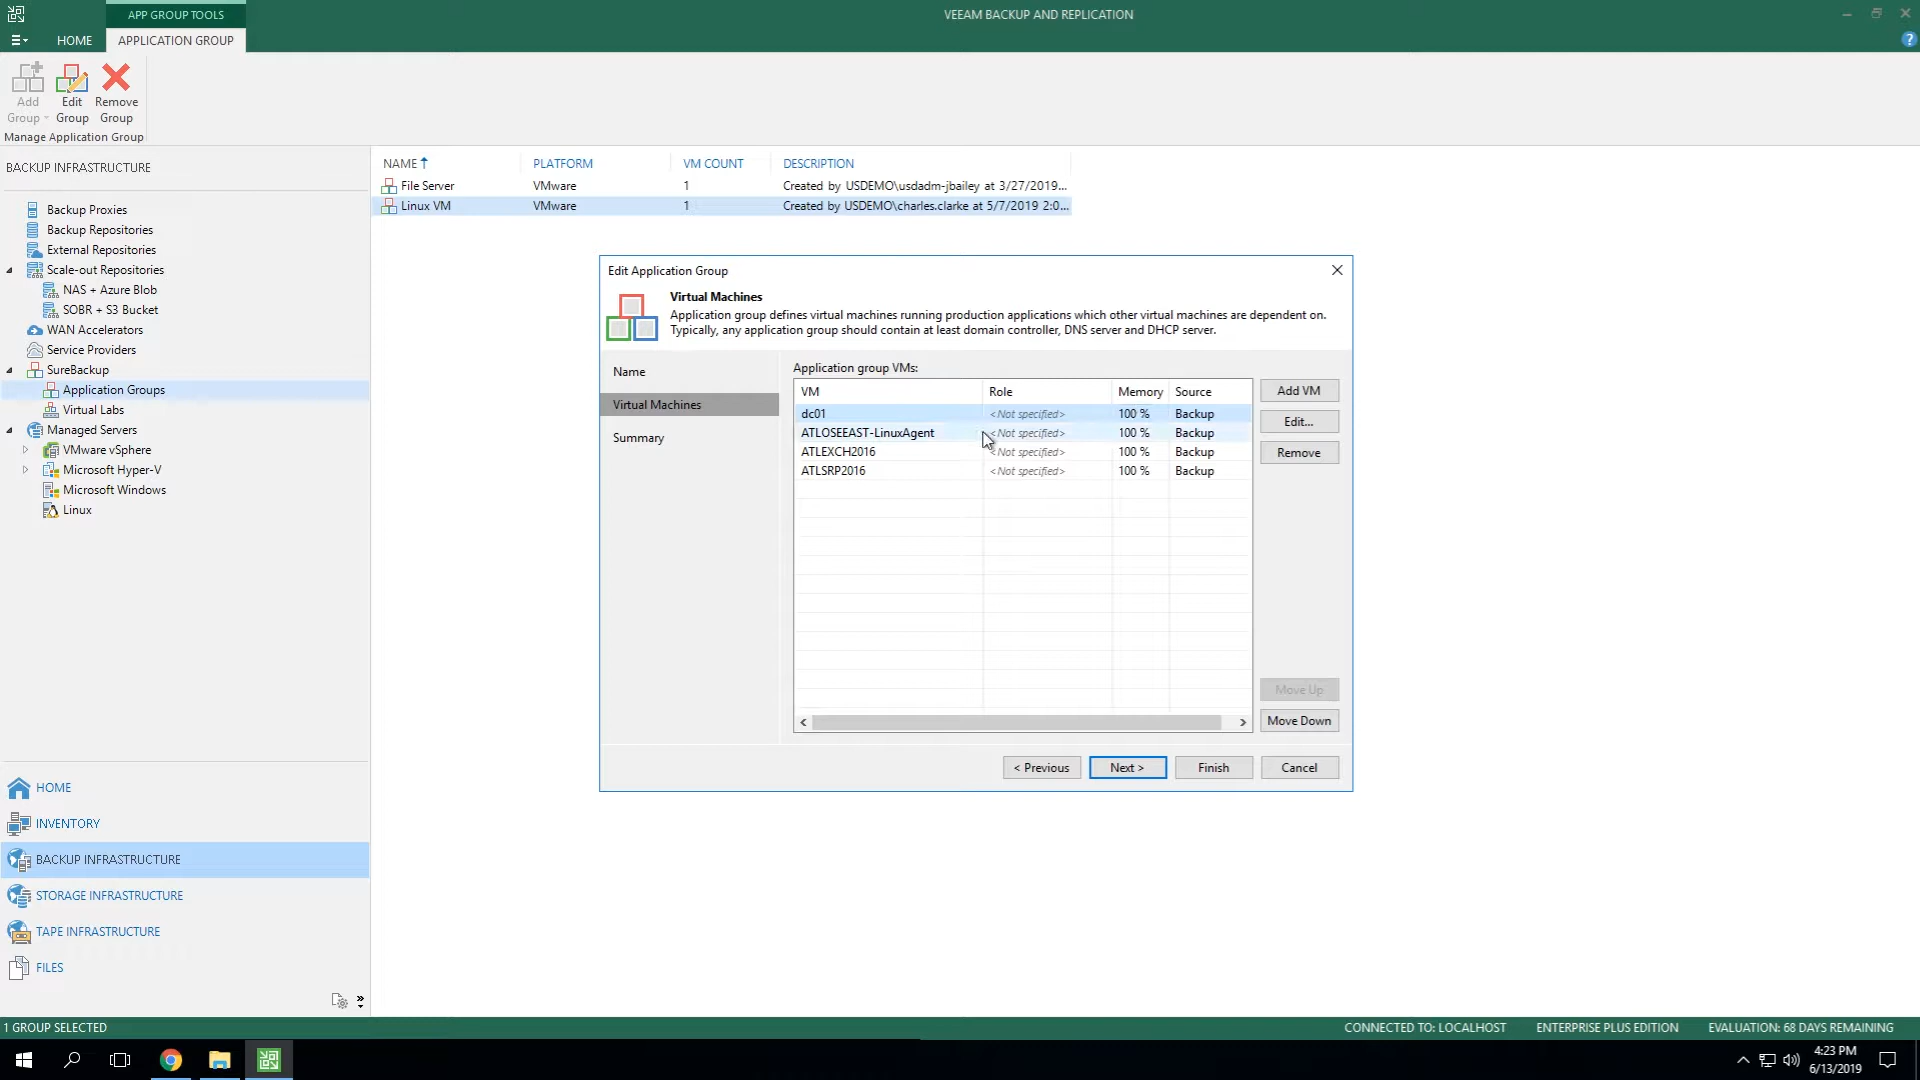 APP GROUP TOOLS
VEEAM BACKUP AND REPLICATION
HOME
APPLICATION GROUP
Add Group
Edit Group
Remove Group
Manage Application Group
BACKUP INFRASTRUCTURE
Backup Proxies
Backup Repositories
External Repositories
Scale-out Repositories
NAS + Azure Blob
SOBR + S3 Bucket
WAN Accelerators
Service Providers
SureBackup
Application Groups
Virtual Labs
Managed Servers
VMware vSphere
Microsoft Hyper-V
Microsoft Windows
Linux
HOME
INVENTORY
BACKUP INFRASTRUCTURE
STORAGE INFRASTRUCTURE
TAPE INFRASTRUCTURE
FILES
NAME PLATFORM VM COUNT DESCRIPTION
File Server VMware 1 Created by USDEMO\usdadm-jbailey at 3/27/2019...
Linux VM VMware 1 Created by USDEMO\charles.clarke at 5/7/2019 2:0...
Edit Application Group
Virtual Machines
Application group defines virtual machines running production applications which other virtual machines are dependent on.
Typically, any application group should contain at least domain controller, DNS server and DHCP server.
Name
Virtual Machines
Summary
Application group VMs:
VM Role Memory Source
dc01 <Not specified> 100 % Backup
ATLOSEEAST-LinuxAgent <Not specified> 100 % Backup
ATLEXCH2016 <Not specified> 100 % Backup
ATLSRP2016 <Not specified> 100 % Backup
Add VM
Edit...
Remove
Move Up
Move Down
< Previous
Next >
Finish
Cancel
1 GROUP SELECTED
CONNECTED TO: LOCALHOST
ENTERPRISE PLUS EDITION
EVALUATION: 68 DAYS REMAINING
4:23 PM
6/13/2019